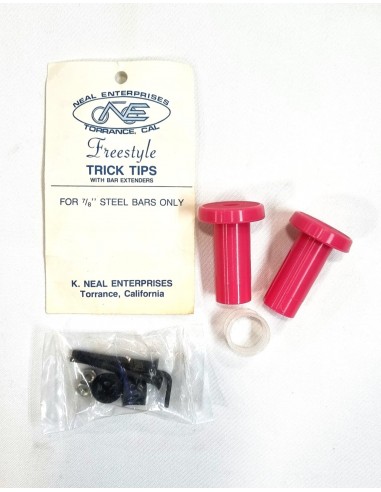 NEAL ENTERPRISES
NE
TORRANCE, CAL
Freestyle
TRICK TIPS
WITH BAR EXTENDERS
FOR 7/8" STEEL BARS ONLY
K. NEAL ENTERPRISES
Torrance, California